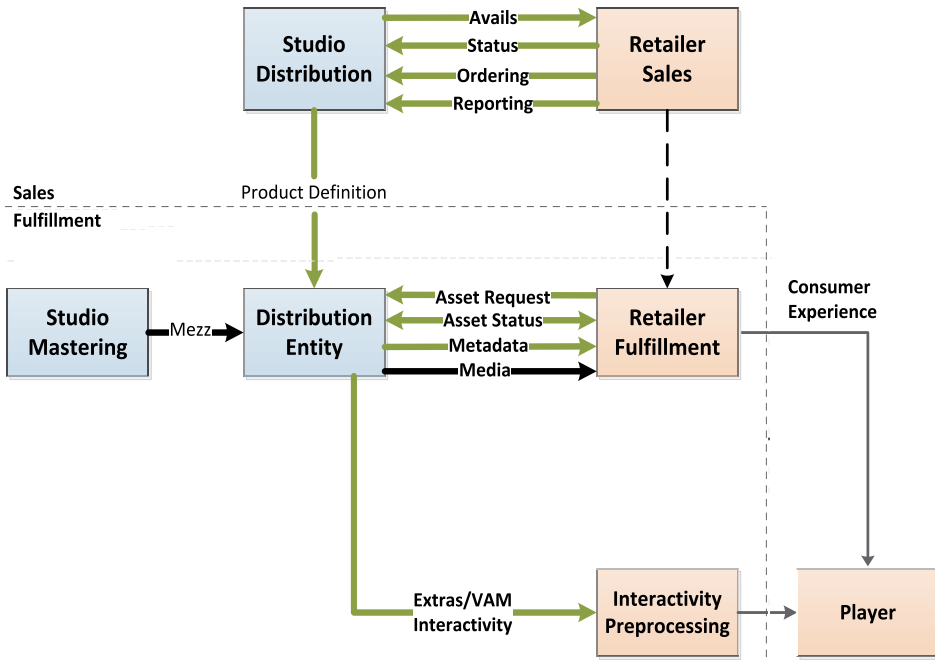 Studio
Distribution
Avails
Status
Ordering
Reporting
Retailer
Sales
Product Definition
Sales
Fulfillment
Studio
Mastering
Mezz
Distribution
Entity
Asset Request
Asset Status
Metadata
Media
Retailer
Fulfillment
Consumer
Experience
Extras/VAM
Interactivity
Interactivity
Preprocessing
Player